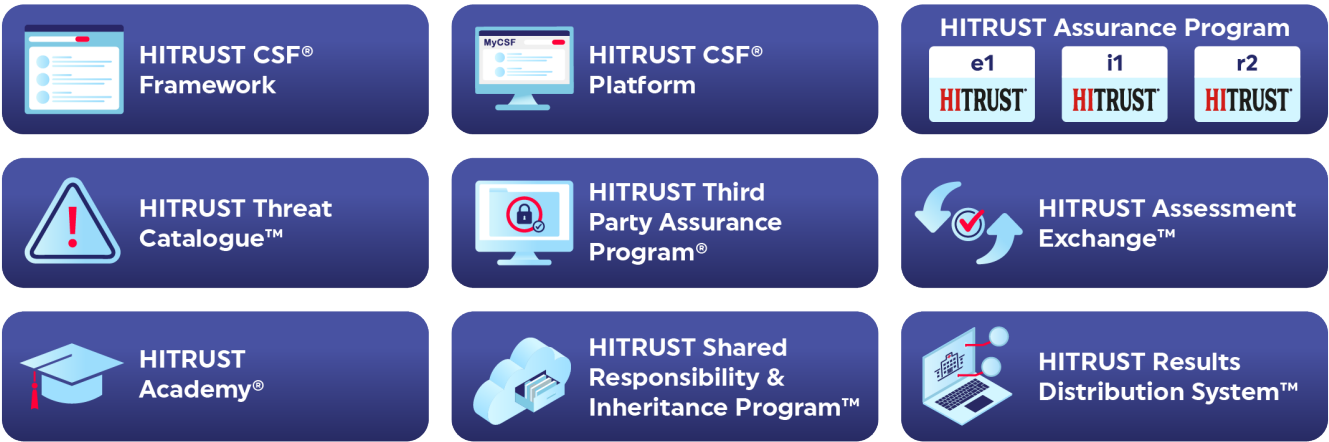 HITRUST CSF®
Framework
MyCSF
HITRUST CSF®
Platform
HITRUST Assurance Program
e1
HITRUST®
i1
HITRUST®
r2
HITRUST®
HITRUST Threat
Catalogue™
HITRUST Third
Party Assurance
Program®
HITRUST Assessment
Exchange™
HITRUST
Academy®
HITRUST Shared
Responsibility &
Inheritance Program™
HITRUST Results
Distribution System™